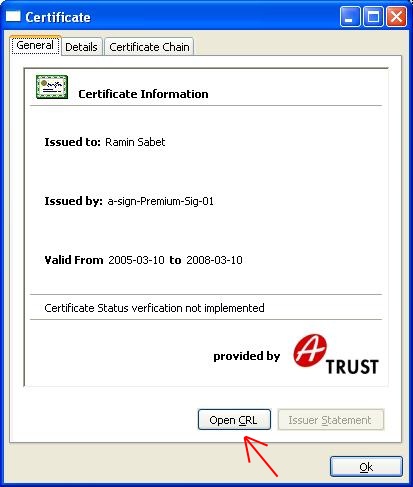 Certificate
General Details Certificate Chain
Certificate Information
Issued to: Ramin Sabet
Issued by: a-sign-Premium-Sig-01
Valid From 2005-03-10 to 2008-03-10
Certificate Status verfication not implemented
provided by A TRUST
Open CRL Issuer Statement
Ok